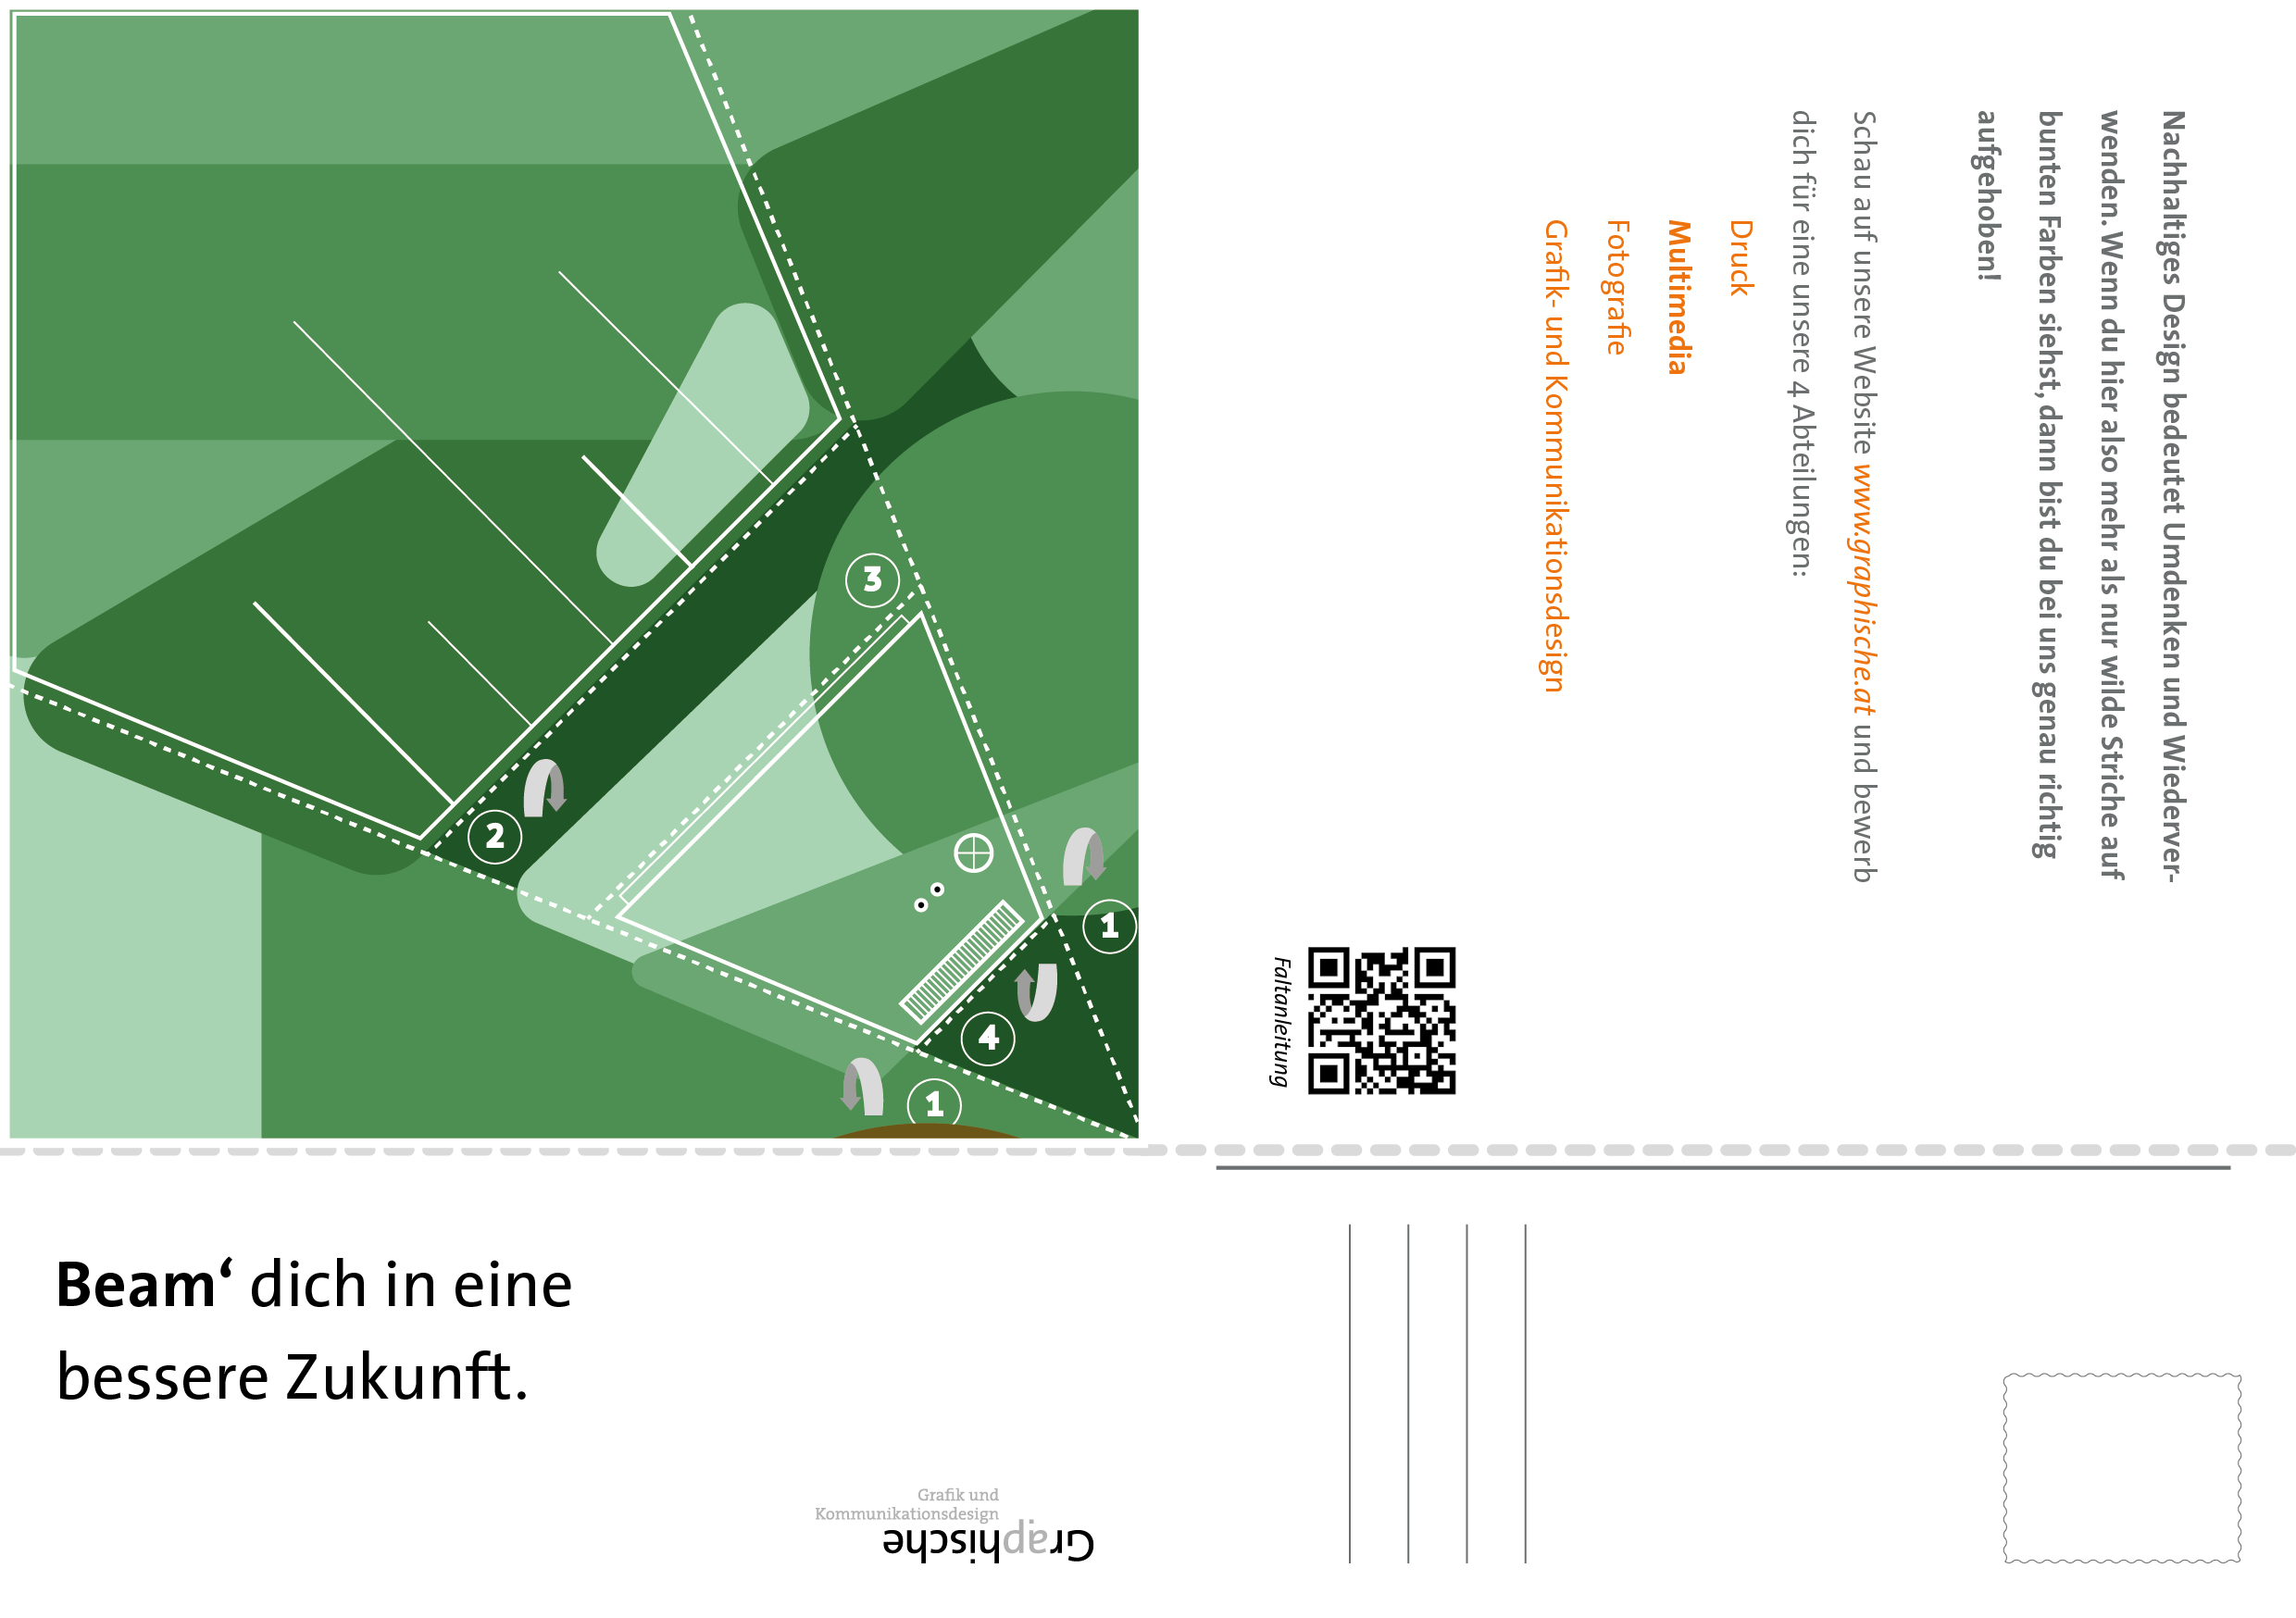 3
2
1
4
1
Beam‘ dich in eine
bessere Zukunft.
Grafik und
Kommunikationsdesign
Graphische
Nachhaltiges Design bedeutet Umdenken und Wiederver-
wenden. Wenn du hier also mehr als nur wilde Striche auf
bunten Farben siehst, dann bist du bei uns genau richtig
aufgehoben!
Schau auf unsere Website www.graphische.at und bewerb
dich für eine unsere 4 Abteilungen:
Druck
Multimedia
Fotografie
Grafik- und Kommunikationsdesign
Faltanleitung